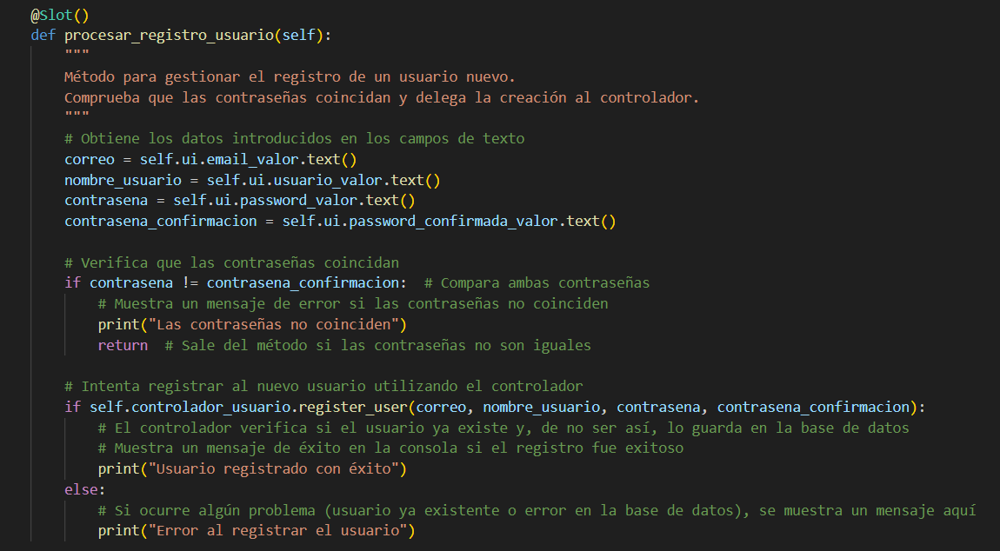 @Slot()
def procesar_registro_usuario(self):
    """
    Método para gestionar el registro de un usuario nuevo.
    Comprueba que las contraseñas coincidan y delega la creación al controlador.
    """
    # Obtiene los datos introducidos en los campos de texto
    correo = self.ui.email_valor.text()
    nombre_usuario = self.ui.usuario_valor.text()
    contrasena = self.ui.password_valor.text()
    contrasena_confirmacion = self.ui.password_confirmada_valor.text()

    # Verifica que las contraseñas coincidan
    if contrasena != contrasena_confirmacion:  # Compara ambas contraseñas
        # Muestra un mensaje de error si las contraseñas no coinciden
        print("Las contraseñas no coinciden")
        return  # Sale del método si las contraseñas no son iguales

    # Intenta registrar al nuevo usuario utilizando el controlador
    if self.controlador_usuario.register_user(correo, nombre_usuario, contrasena, contrasena_confirmacion):
        # El controlador verifica si el usuario ya existe y, de no ser así, lo guarda en la base de datos
        # Muestra un mensaje de éxito en la consola si el registro fue exitoso
        print("Usuario registrado con éxito")
    else:
        # Si ocurre algún problema (usuario ya existente o error en la base de datos), se muestra un mensaje aquí
        print("Error al registrar el usuario")